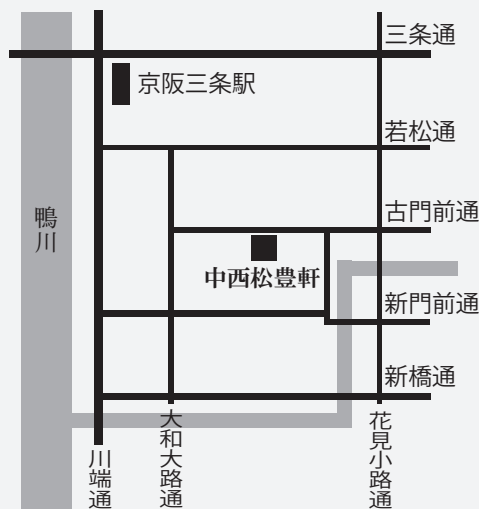 三条通
京阪三条駅
若松通
鴨川
古門前通
中西松豊軒
新門前通
新橋通
川端通
大和大路通
花見小路通